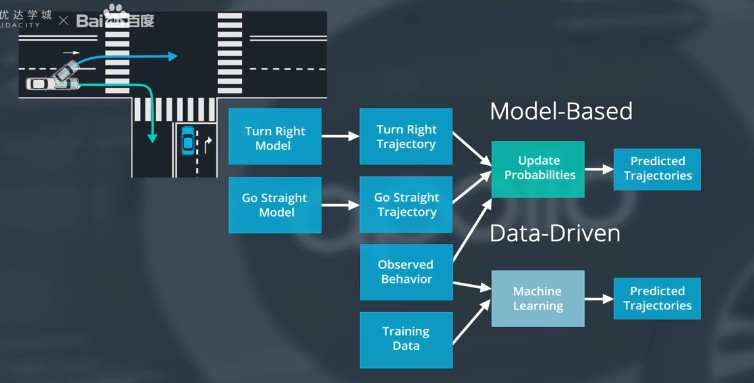 优达学城 × Bai百度
UDACITY
Model-Based
Turn Right
Model
Turn Right
Trajectory
Update
Probabilities
Predicted
Trajectories
Go Straight
Model
Go Straight
Trajectory
Data-Driven
Observed
Behavior
Machine
Learning
Predicted
Trajectories
Training
Data
apollo